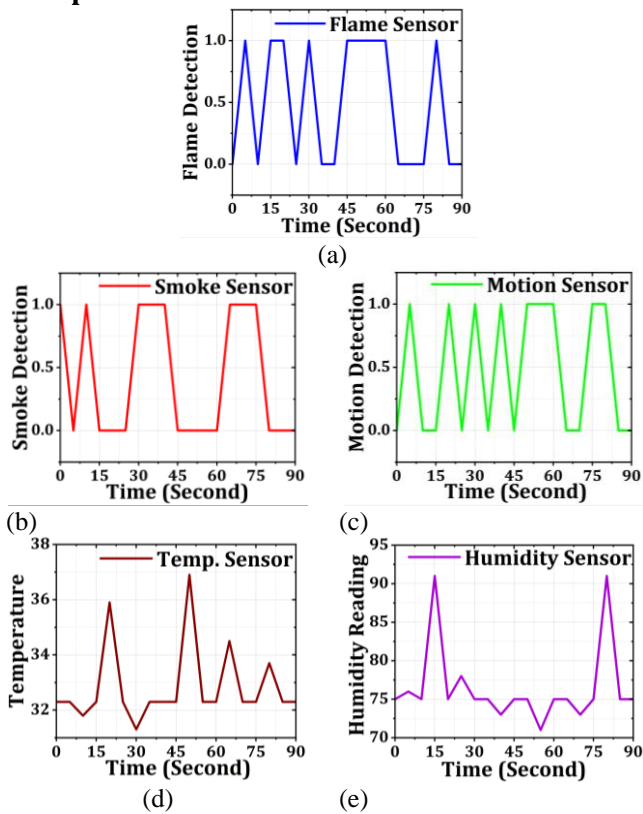 Flame Sensor
Flame Detection
1.0
0.5
0.0
0 15 30 45 60 75 90
Time (Second)
(a)
Smoke Sensor
Smoke Detection
1.0
0.5
0.0
0 15 30 45 60 75 90
Time (Second)
(b)
Motion Sensor
Motion Detection
1.0
0.5
0.0
0 15 30 45 60 75 90
Time (Second)
(c)
Temp. Sensor
Temperature
38
36
34
32
0 15 30 45 60 75 90
Time (Second)
(d)
Humidity Sensor
Humidity Reading
95
90
85
80
75
70
0 15 30 45 60 75 90
Time (Second)
(e)